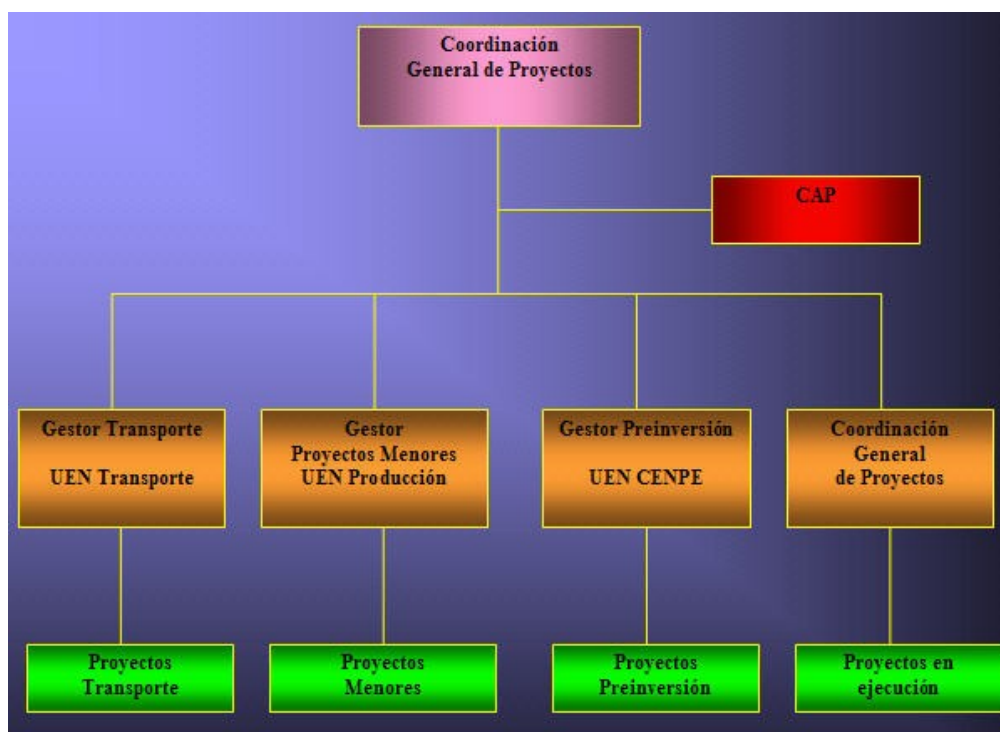 Coordinación
General de Proyectos
CAP
Gestor Transporte
UEN Transporte
Gestor
Proyectos Menores
UEN Producción
Gestor Preinversión
UEN CENPE
Coordinación
General
de Proyectos
Proyectos
Transporte
Proyectos
Menores
Proyectos
Preinversión
Proyectos en
ejecución